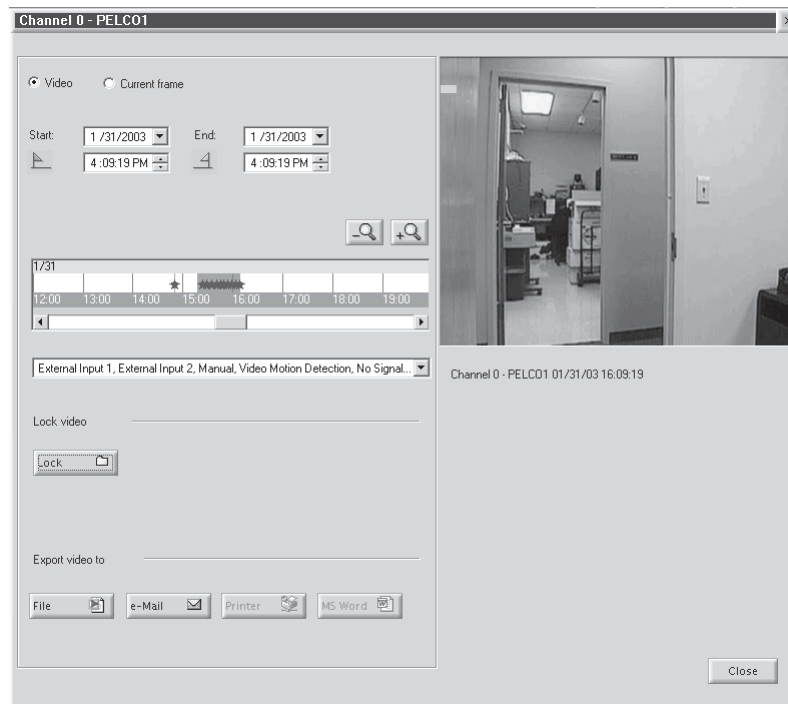 Channel 0 - PELCO1
Video Current frame
Start: 1 /31/2003 End: 1 /31/2003
4 :09:19 PM 4 :09:19 PM
1/31
12:00 13:00 14:00 15:00 16:00 17:00 18:00 19:00
External Input 1, External Input 2, Manual, Video Motion Detection, No Signal...
Channel 0 - PELCO1 01/31/03 16:09:19
Lock video
Lock
Export video to
File e-Mail Printer MS Word
Close